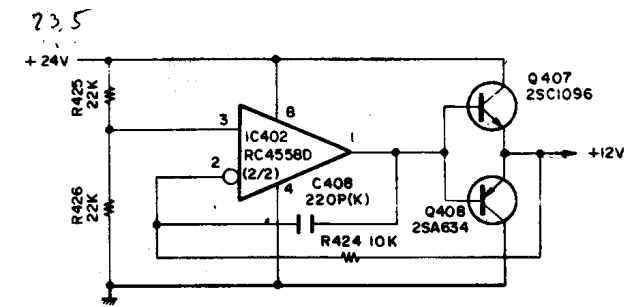 23.5
+24V
R425
22K
R426
22K
3
2
8
1
4
IC402
RC4558D
(2/2)
C408
220P(K)
R424 10K
Q407
2SC1096
+12V
Q408
2SA634